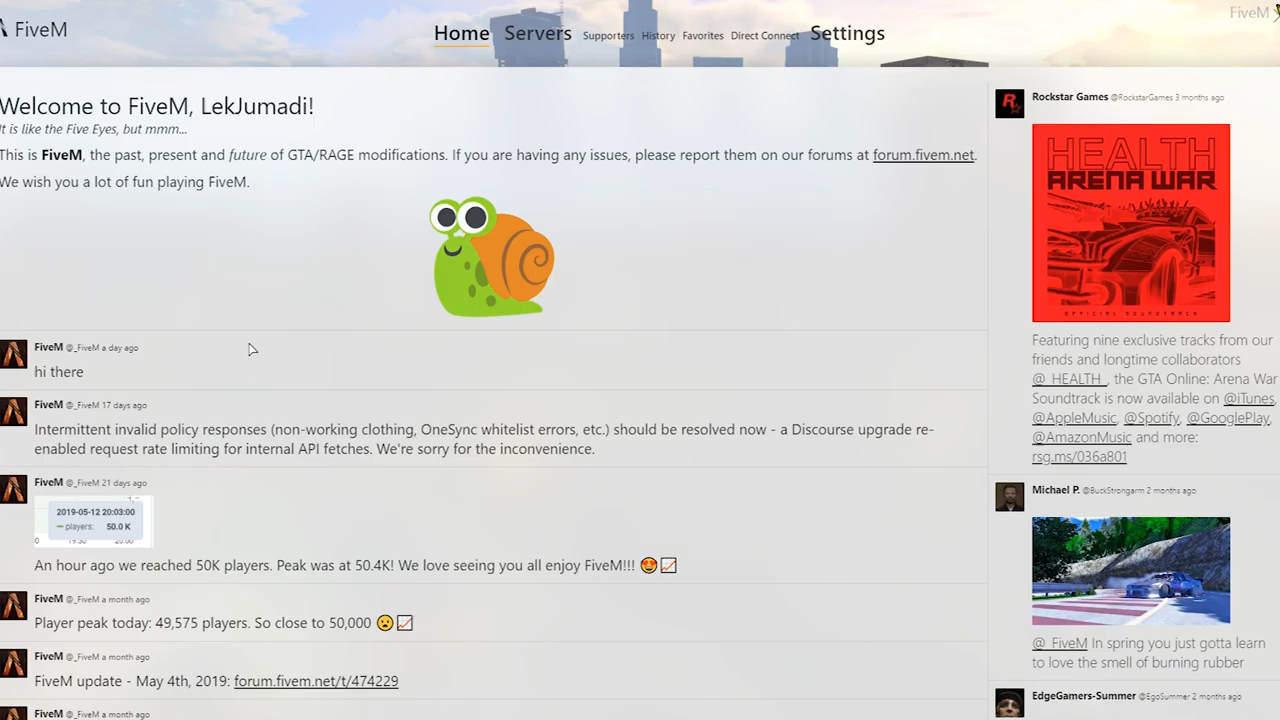 FiveM
Home Servers Supporters History Favorites Direct Connect Settings
FiveM
Welcome to FiveM, LekJumadi!
It is like the Five Eyes, but mmm...
This is FiveM, the past, present and future of GTA/RAGE modifications. If you are having any issues, please report them on our forums at forum.fivem.net.
We wish you a lot of fun playing FiveM.
FiveM @_FiveM a day ago
hi there
FiveM @_FiveM 17 days ago
Intermittent invalid policy responses (non-working clothing, OneSync whitelist errors, etc.) should be resolved now - a Discourse upgrade re-
enabled request rate limiting for internal API fetches. We're sorry for the inconvenience.
FiveM @_FiveM 21 days ago
2019-05-12 20:03:00
players: 50.0 K
0 19:30 20:00
An hour ago we reached 50K players. Peak was at 50.4K! We love seeing you all enjoy FiveM!!! 😍📈
FiveM @_FiveM a month ago
Player peak today: 49,575 players. So close to 50,000 😦📈
FiveM @_FiveM a month ago
FiveM update - May 4th, 2019: forum.fivem.net/t/474229
FiveM @_FiveM a month ago
Rockstar Games @RockstarGames 3 months ago
R
HEALTH
ARENA WAR
OFFICIAL SOUNDTRACK
Featuring nine exclusive tracks from our
friends and longtime collaborators
@_HEALTH_, the GTA Online: Arena War
Soundtrack is now available on @iTunes,
@AppleMusic, @Spotify, @GooglePlay,
@AmazonMusic and more:
rsg.ms/036a801
Michael P. @BuckStrongarm 2 months ago
@_FiveM In spring you just gotta learn
to love the smell of burning rubber
EdgeGamers-Summer @EgoSummer 2 months ago